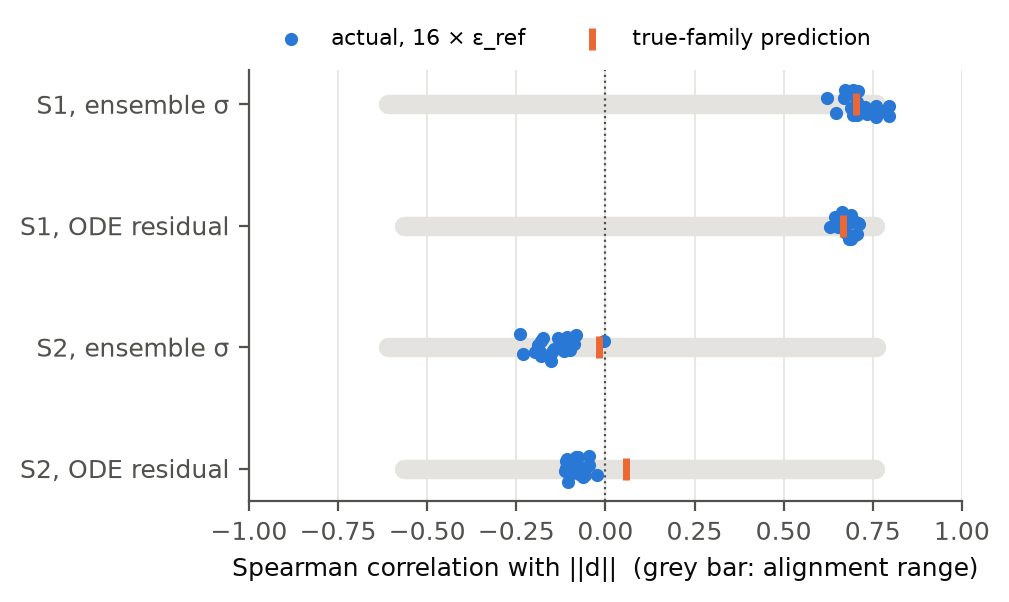 actual, 16 × ε_ref
true-family prediction
S1, ensemble σ
S1, ODE residual
S2, ensemble σ
S2, ODE residual
−1.00 −0.75 −0.50 −0.25 0.00 0.25 0.50 0.75 1.00
Spearman correlation with ||d||  (grey bar: alignment range)